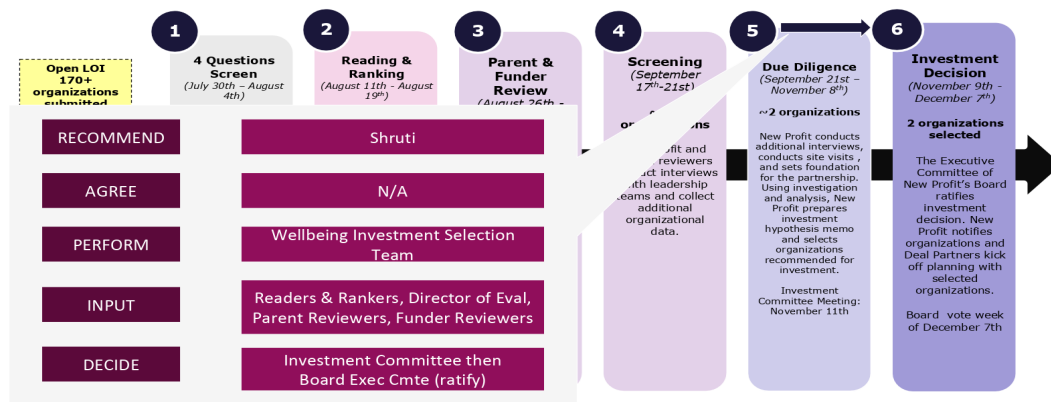 1
2
3
4
5
6
Open LOI
170+
organizations
submitted
4 Questions
Screen
(July 30th – August
4th)
Reading &
Ranking
(August 11th - August
19th)
Parent &
Funder
Review
(August 26th -
Screening
(September
17th-21st)
reviewers
interviews
with leadership
teams and collect
additional
organizational
data.
Due Diligence
(September 21st –
November 8th)
~2 organizations
New Profit conducts
additional interviews,
conducts site visits ,
and sets foundation
for the partnership.
Using investigation
and analysis, New
Profit prepares
investment
hypothesis memo
and selects
organizations
recommended for
investment.
Investment
Committee Meeting:
November 11th
Investment
Decision
(November 9th -
December 7th)
2 organizations
selected
The Executive
Committee of
New Profit's Board
ratifies
investment
decision. New
Profit notifies
organizations and
Deal Partners kick
off planning with
selected
organizations.
Board vote week
of December 7th
RECOMMEND
Shruti
AGREE
N/A
PERFORM
Wellbeing Investment Selection
Team
INPUT
Readers & Rankers, Director of Eval,
Parent Reviewers, Funder Reviewers
DECIDE
Investment Committee then
Board Exec Cmte (ratify)